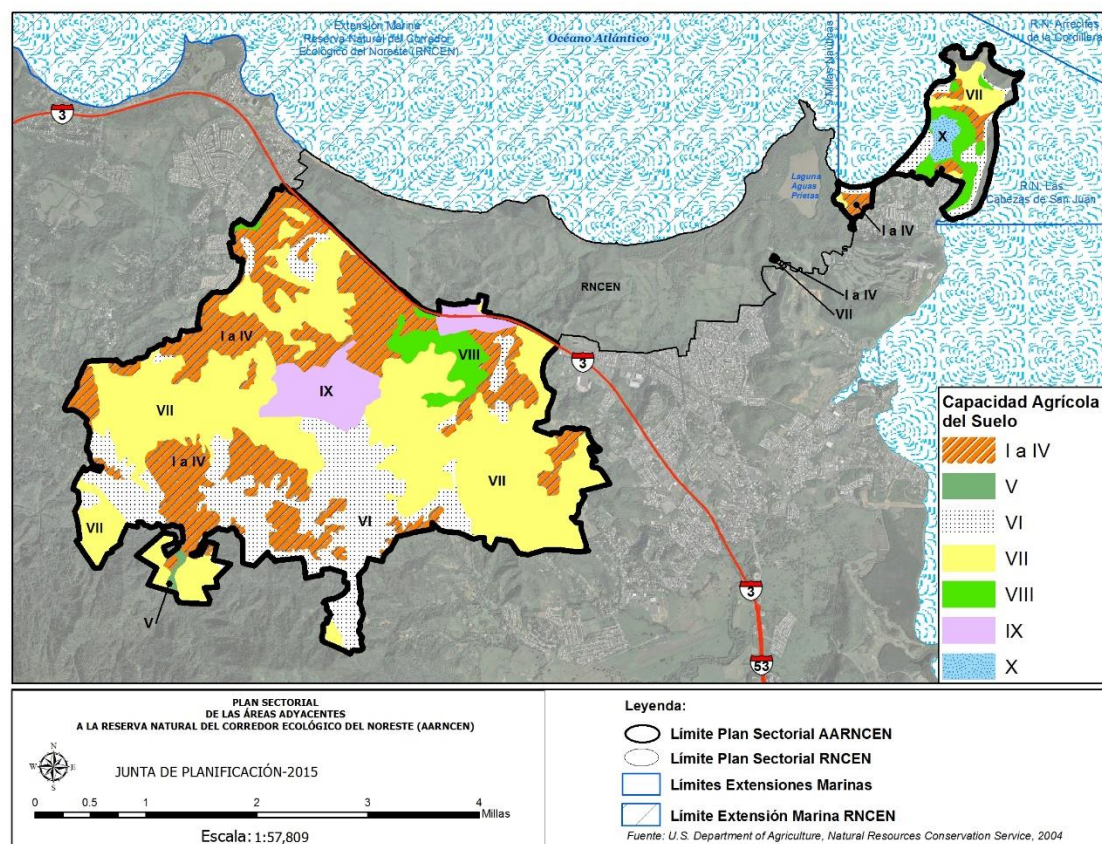 Extensión Marina
Reserva Natural del Corredor
Ecológico del Noreste (RNCEN)
Océano Atlántico
9 Millas Náuticas
R.N. Arrecifes
de la Cordillera
3
VII
X
Laguna
Aguas
Prietas
R.N. Las
Cabezas de San Juan
I a IV
RNCEN
I a IV
VII
I a IV
VIII
3
IX
VII
I a IV
VII
VI
VII
V
3
53
Capacidad Agrícola
del Suelo
I a IV
V
VI
VII
VIII
IX
X
PLAN SECTORIAL
DE LAS ÁREAS ADYACENTES
A LA RESERVA NATURAL DEL CORREDOR ECOLÓGICO DEL NORESTE (AARNCEN)
N
W E
S
JUNTA DE PLANIFICACIÓN-2015
0 0.5 1 2 3 4
Millas
Escala: 1:57,809
Leyenda:
Límite Plan Sectorial AARNCEN
Límite Plan Sectorial RNCEN
Límites Extensiones Marinas
Límite Extensión Marina RNCEN
Fuente: U.S. Department of Agriculture, Natural Resources Conservation Service, 2004